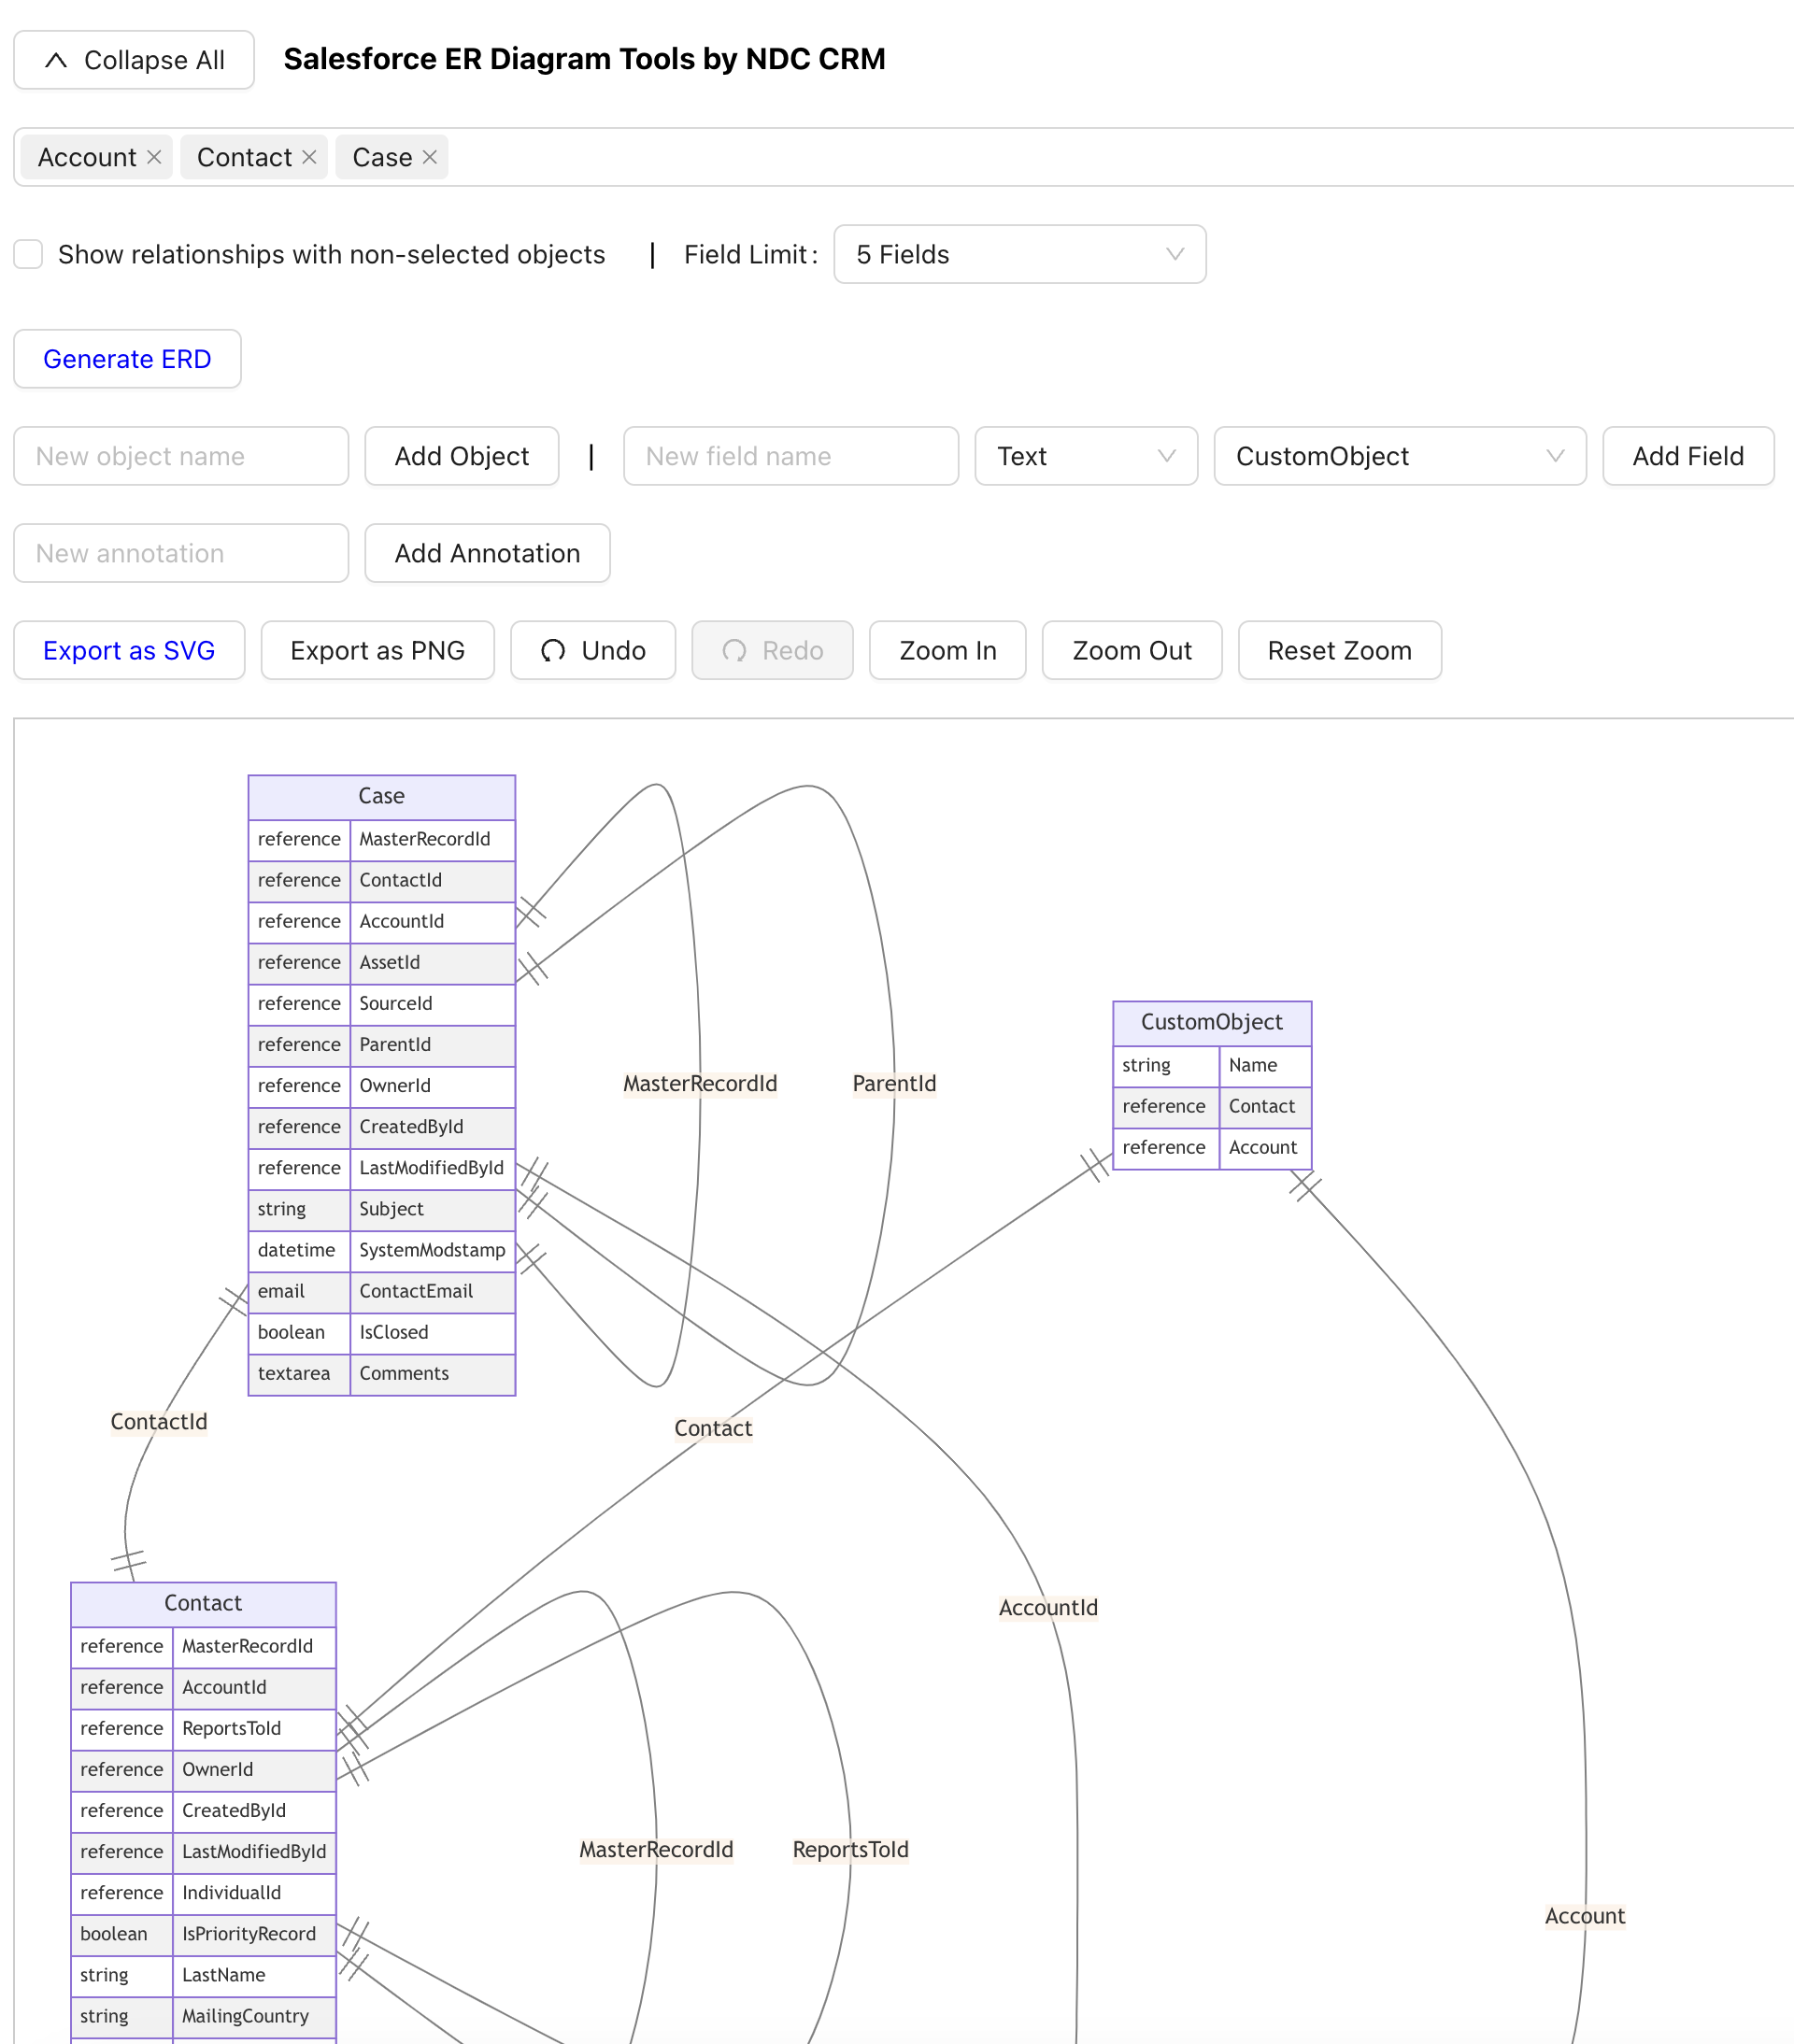 Collapse All
Salesforce ER Diagram Tools by NDC CRM
Account Contact Case
Show relationships with non-selected objects | Field Limit: 5 Fields
Generate ERD
New object name Add Object | New field name Text CustomObject Add Field
New annotation Add Annotation
Export as SVG Export as PNG Undo Redo Zoom In Zoom Out Reset Zoom
Case
reference MasterRecordId
reference ContactId
reference AccountId
reference AssetId
reference SourceId
reference ParentId
reference OwnerId
reference CreatedById
reference LastModifiedById
string Subject
datetime SystemModstamp
email ContactEmail
boolean IsClosed
textarea Comments
MasterRecordId
ParentId
CustomObject
string Name
reference Contact
reference Account
ContactId
Contact
AccountId
Contact
reference MasterRecordId
reference AccountId
reference ReportsToId
reference OwnerId
reference CreatedById
reference LastModifiedById
reference IndividualId
boolean IsPriorityRecord
string LastName
string MailingCountry
MasterRecordId
ReportsToId
Account